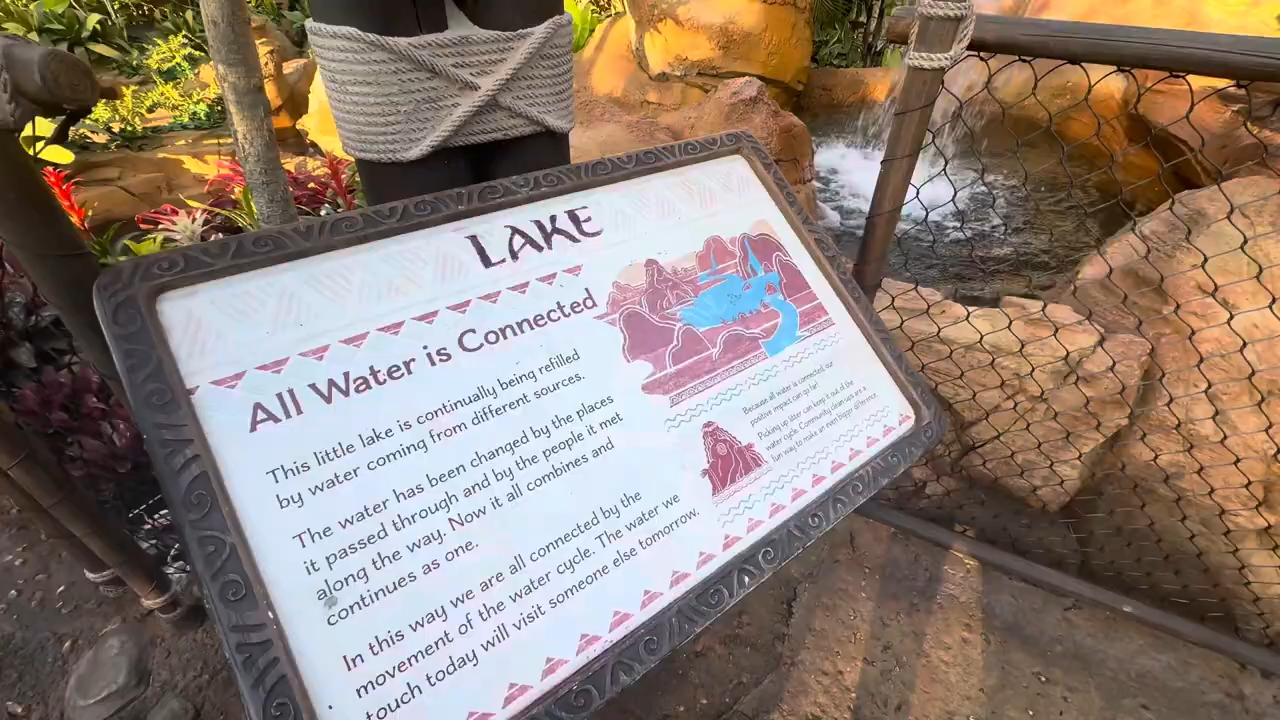 LAKE
All Water is Connected
This little lake is continually being refilled
by water coming from different sources.
The water has been changed by the places
it passed through and by the people it met
along the way. Now it all combines and
continues as one.
In this way we are all connected by the
movement of the water cycle. The water we
touch today will visit someone else tomorrow.
Because all water is connected, our
positive impact can go far!
Picking up litter can keep it out of the
water cycle. Community clean-ups are a
fun way to make an even bigger difference.